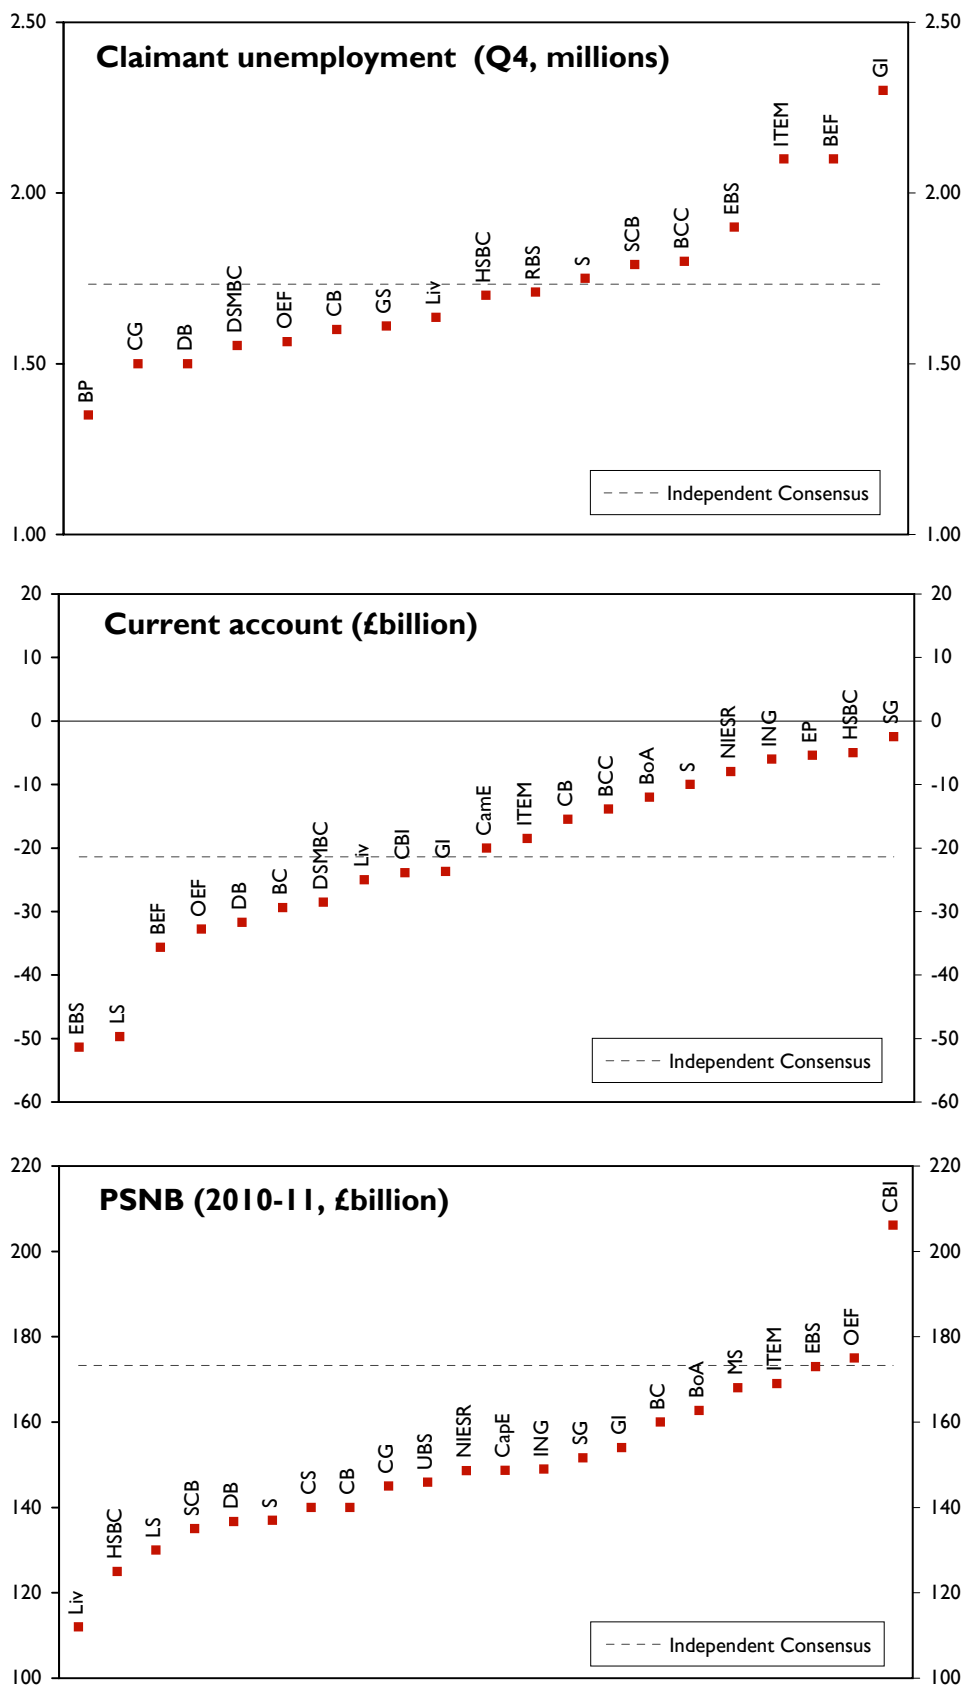 Claimant unemployment (Q4, millions)
2.50 2.50
2.00 2.00
1.50 1.50
1.00 1.00
BP CG DB DSMBC OEF CB GS Liv HSBC RBS S SCB BCC EBS ITEM BEF GI
Independent Consensus
Current account (£billion)
20 20
10 10
0 0
-10 -10
-20 -20
-30 -30
-40 -40
-50 -50
-60 -60
EBS LS BEF OEF DB BC DSMBC Liv CBI GI CamE ITEM CB BCC BoA S NIESR ING EP HSBC SG
Independent Consensus
PSNB (2010-11, £billion)
220 220
200 200
180 180
160 160
140 140
120 120
100 100
Liv HSBC LS SCB DB S CS CB CG UBS NIESR CapE ING SG GI BC BoA MS ITEM EBS OEF CBI
Independent Consensus